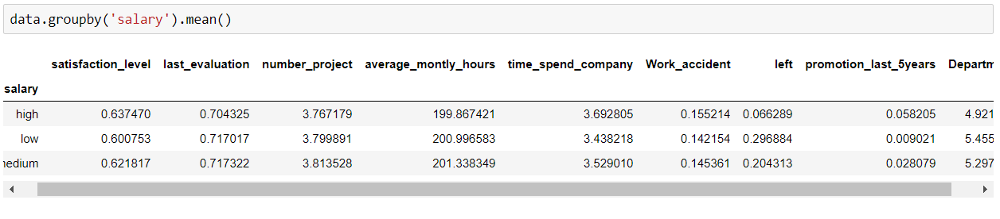 data.groupby('salary').mean()
satisfaction_level last_evaluation number_project average_montly_hours time_spend_company Work_accident left promotion_last_5years Departm
salary
high 0.637470 0.704325 3.767179 199.867421 3.692805 0.155214 0.066289 0.058205 4.921
low 0.600753 0.717017 3.799891 200.996583 3.438218 0.142154 0.296884 0.009021 5.455
nedium 0.621817 0.717322 3.813528 201.338349 3.529010 0.145361 0.204313 0.028079 5.297